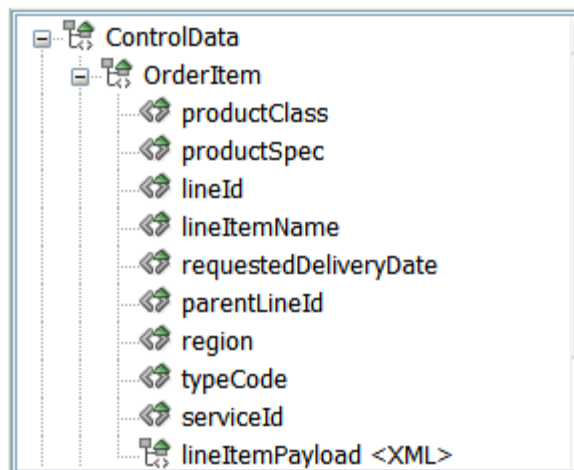 ControlData
OrderItem
productClass
productSpec
lineId
lineItemName
requestedDeliveryDate
parentLineId
region
typeCode
serviceId
lineItemPayload <XML>